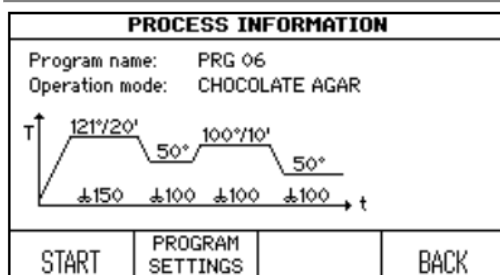 PROCESS INFORMATION
Program name: PRG 06
Operation mode: CHOCOLATE AGAR
T
121°/20'
50°
100°/10'
50°
150 100 100 100
t
START
PROGRAM
SETTINGS
BACK